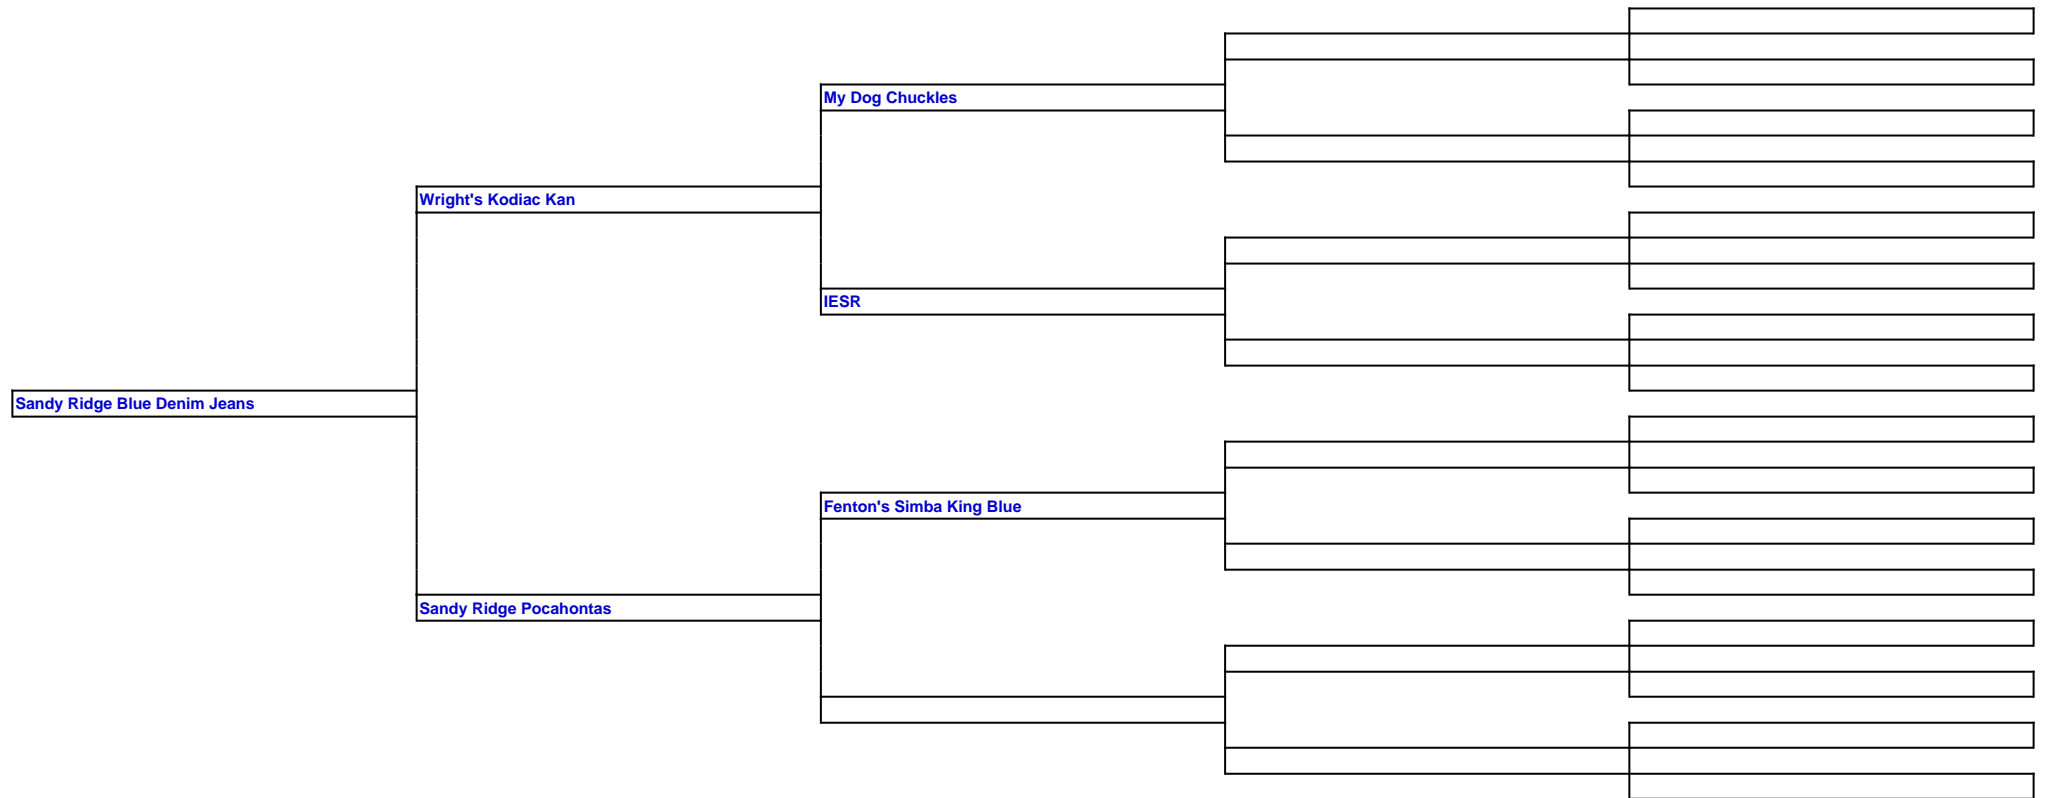 My Dog Chuckles
Wright's Kodiac Kan
IESR
Sandy Ridge Blue Denim Jeans
Fenton's Simba King Blue
Sandy Ridge Pocahontas